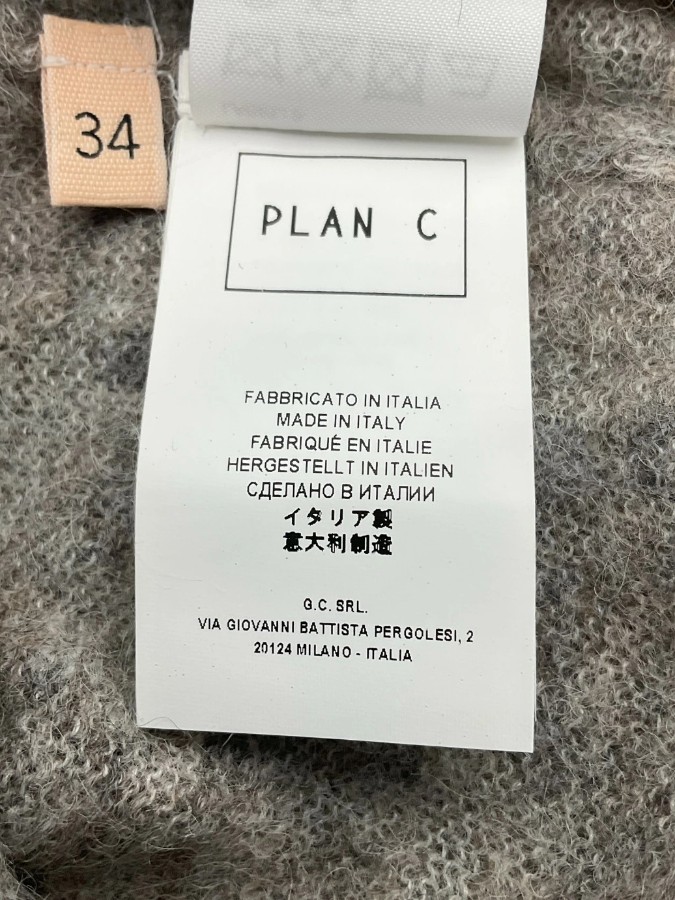 34
PLAN C
FABBRICATO IN ITALIA
MADE IN ITALY
FABRIQUÉ EN ITALIE
HERGESTELLT IN ITALIEN
СДЕЛАНО В ИТАЛИИ
イタリア製
意大利制造
G.C. SRL.
VIA GIOVANNI BATTISTA PERGOLESI, 2
20124 MILANO - ITALIA